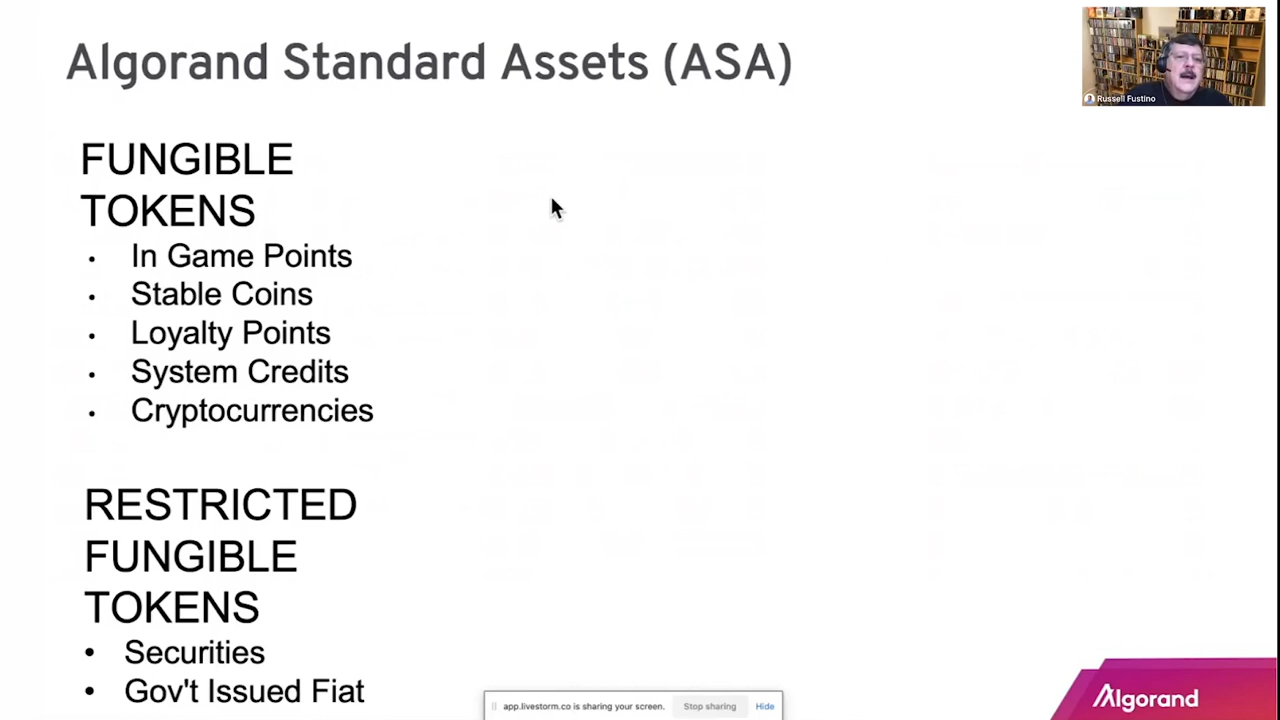 Algorand Standard Assets (ASA)
Russell Fustino
FUNGIBLE
TOKENS
• In Game Points
• Stable Coins
• Loyalty Points
• System Credits
• Cryptocurrencies
RESTRICTED
FUNGIBLE
TOKENS
• Securities
• Gov't Issued Fiat
app.livestorm.co is sharing your screen. Stop sharing Hide
Algorand